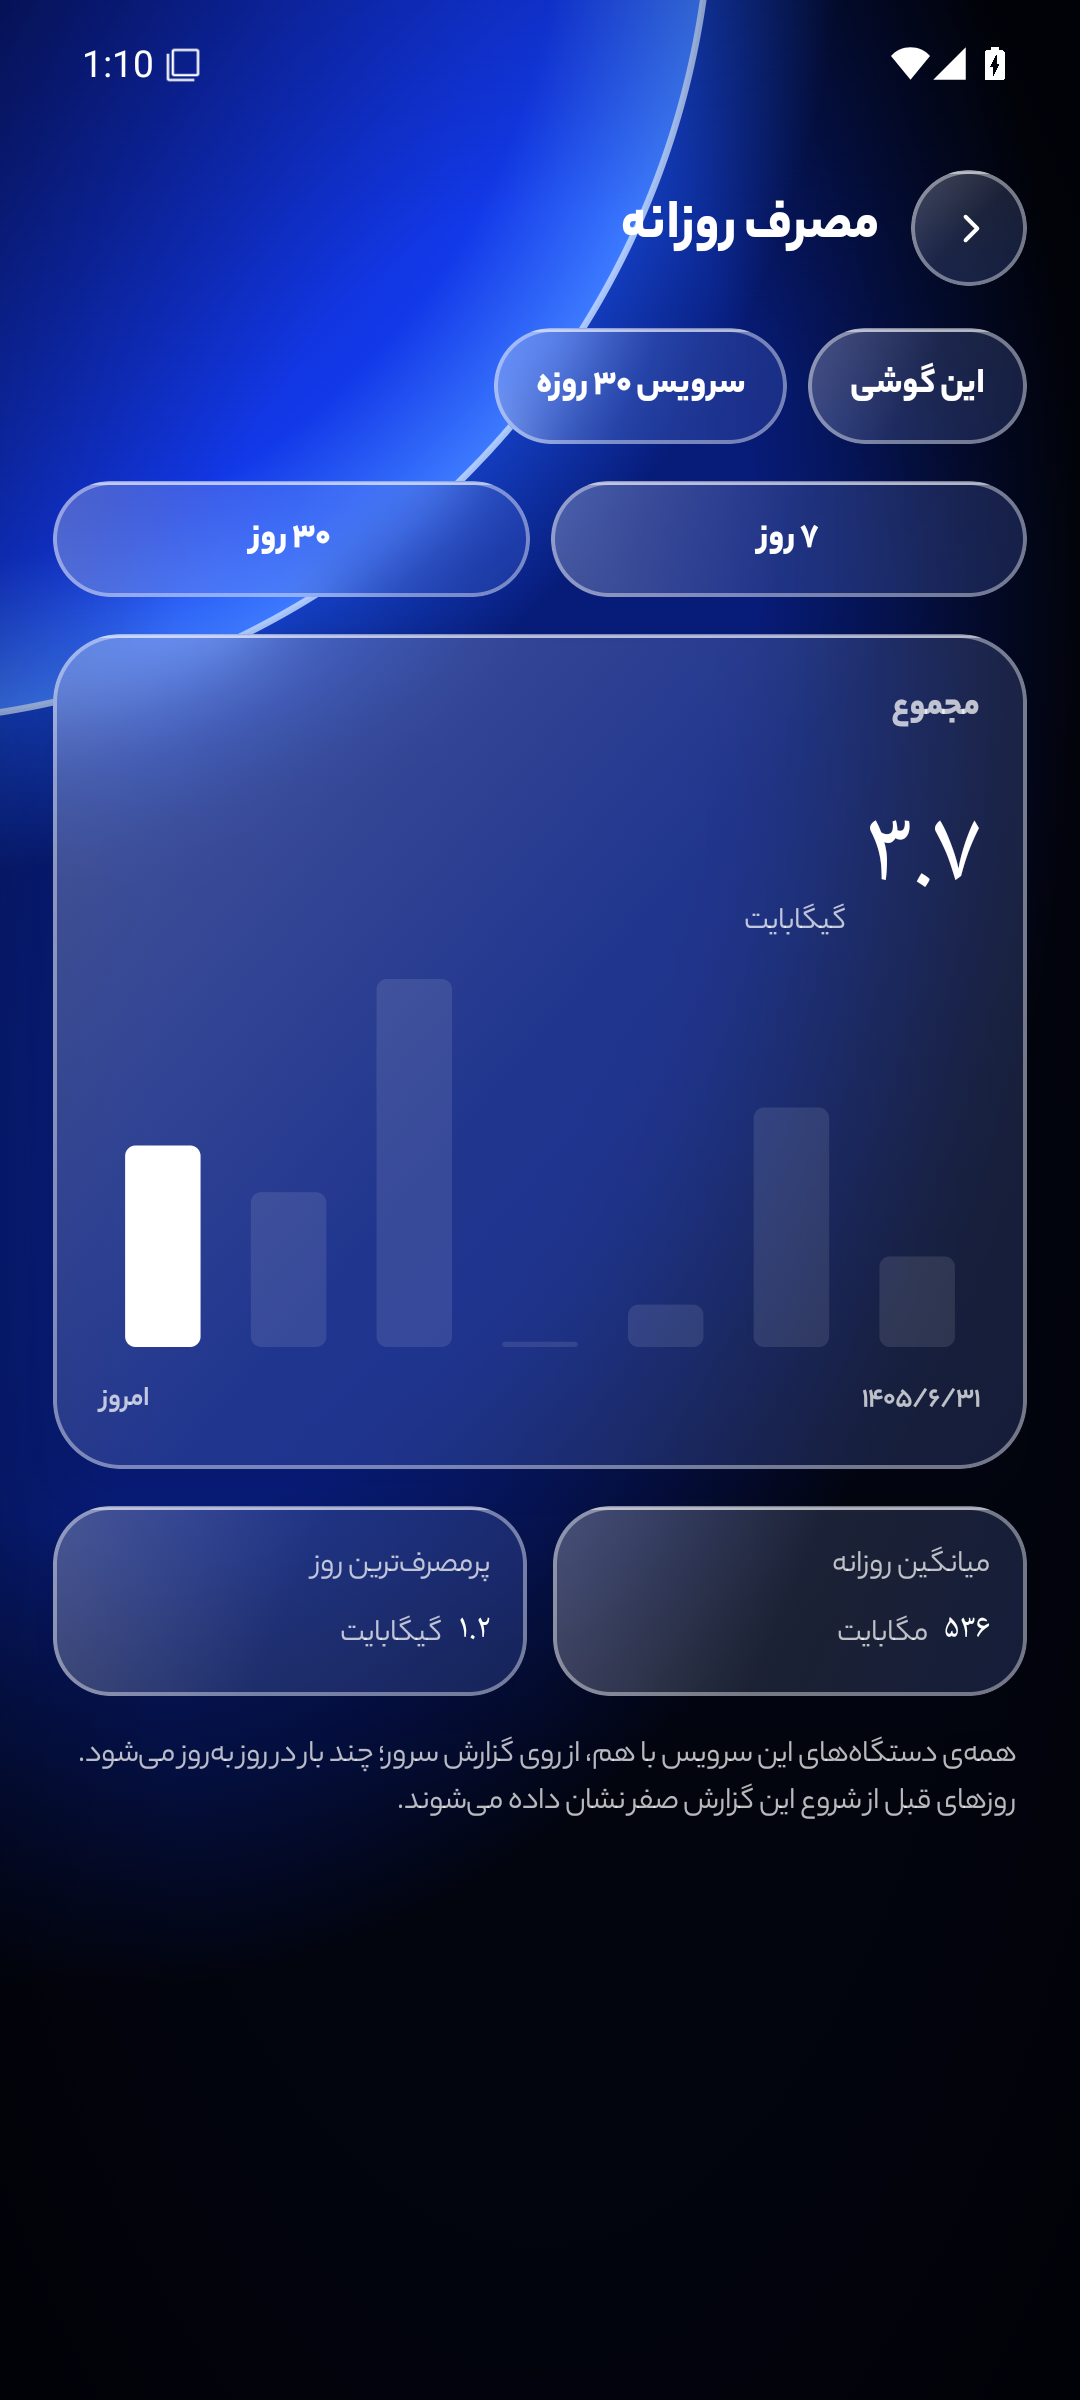 1:10
مصرف روزانه
این گوشی
سرویس ۳۰ روزه
۷ روز
۳۰ روز
مجموع
۳.۷
گیگابایت
۱۴۰۵/۶/۳۱
امروز
میانگین روزانه
۵۳۶ مگابایت
پرمصرف‌ترین روز
۱.۲ گیگابایت
همه‌ی دستگاه‌های این سرویس با هم، از روی گزارش سرور؛ چند بار در روز به‌روز می‌شود.
روزهای قبل از شروع این گزارش صفر نشان داده می‌شوند.